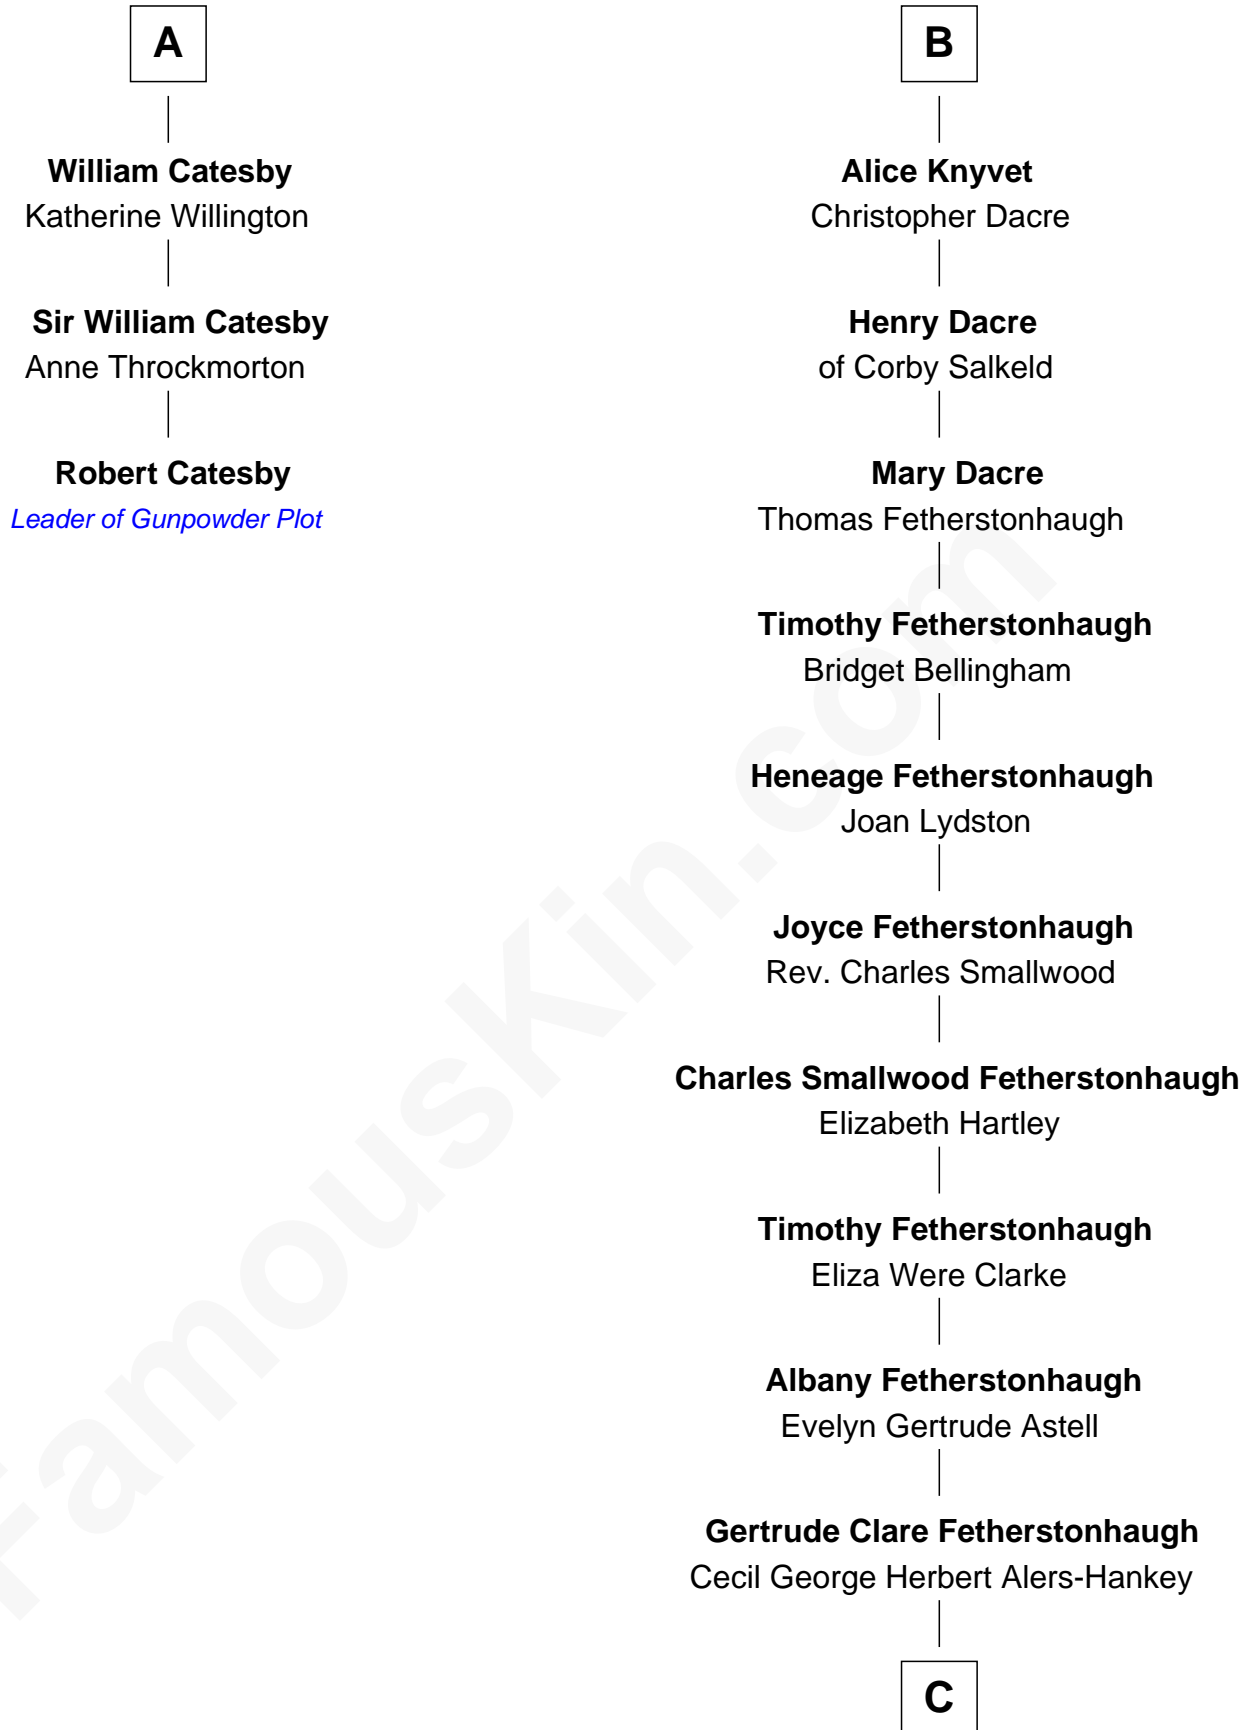 A
William Catesby
Katherine Willington
Sir William Catesby
Anne Throckmorton
Robert Catesby
Leader of Gunpowder Plot
B
Alice Knyvet
Christopher Dacre
Henry Dacre
of Corby Salkeld
Mary Dacre
Thomas Fetherstonhaugh
Timothy Fetherstonhaugh
Bridget Bellingham
Heneage Fetherstonhaugh
Joan Lydston
Joyce Fetherstonhaugh
Rev. Charles Smallwood
Charles Smallwood Fetherstonhaugh
Elizabeth Hartley
Timothy Fetherstonhaugh
Eliza Were Clarke
Albany Fetherstonhaugh
Evelyn Gertrude Astell
Gertrude Clare Fetherstonhaugh
Cecil George Herbert Alers-Hankey
C
FamousKin.com